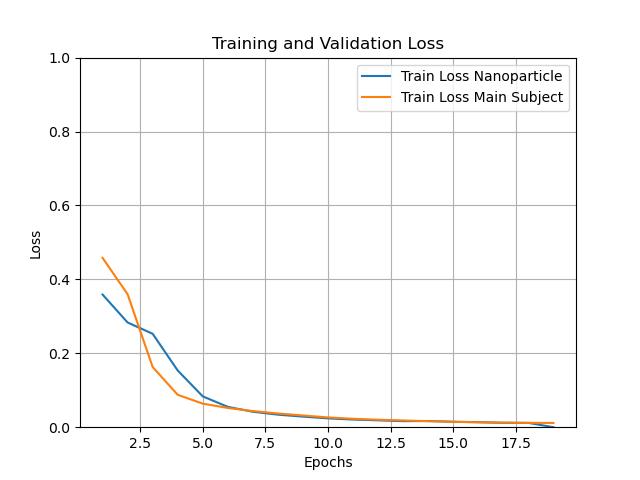 Training and Validation Loss
Train Loss Nanoparticle
Train Loss Main Subject
Loss
1.0
0.8
0.6
0.4
0.2
0.0
2.5 5.0 7.5 10.0 12.5 15.0 17.5
Epochs